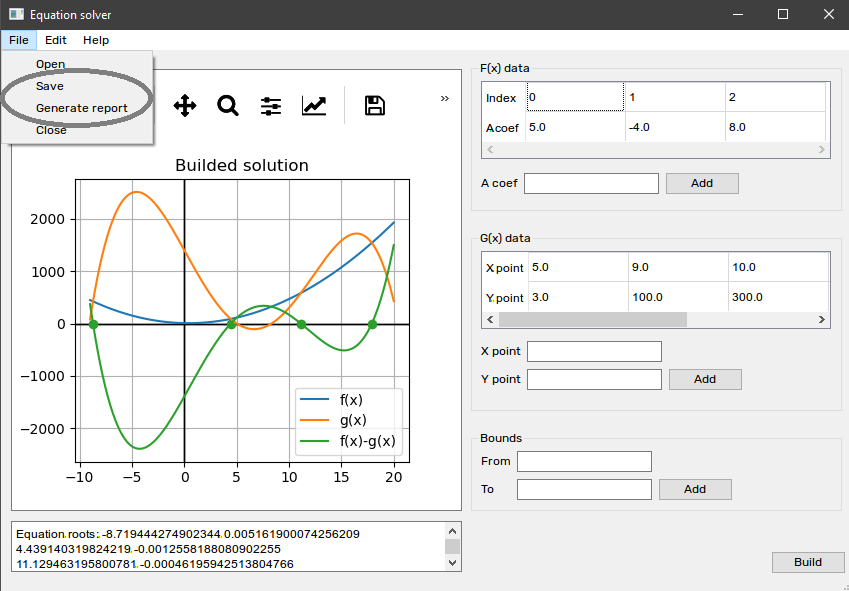 Equation solver
File Edit Help
Open
Save
Generate report
Close
»
Builded solution
2000
1000
0
−1000
−2000
−10 −5 0 5 10 15 20
f(x)
g(x)
f(x)-g(x)
Equation roots: -8.719444274902344, 0.005161900074256209
4.439140319824219, -0.0012558188080902255
11.129463195800781, -0.00046195942513804766
F(x) data
Index 0 1 2
A coef 5.0 -4.0 8.0
A coef Add
G(x) data
X point 5.0 9.0 10.0
Y point 3.0 100.0 300.0
X point
Y point Add
Bounds
From
To Add
Build